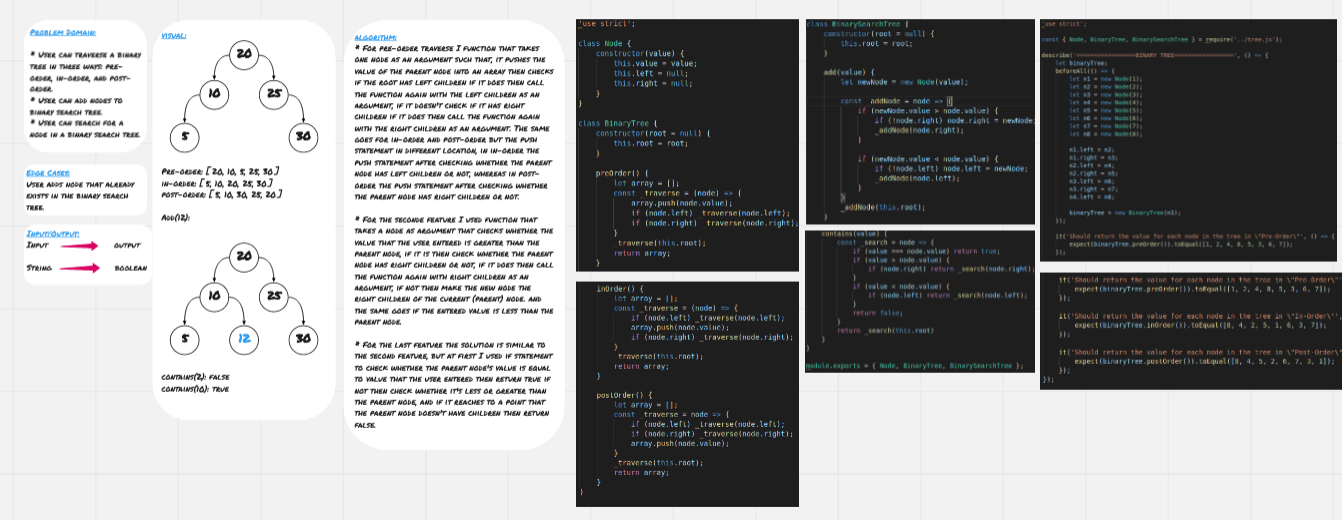 Problem Domain:
* User can traverse a binary
tree in three ways: pre-
order, in-order, and post-
order.
* User can add nodes to
binary search tree.
* User can search for a
node in a binary search tree.
Edge Cases:
User adds node that already
exists in the binary search
tree.
Input/Output:
Input output
String boolean
visual:
20
10 25
5 30
Pre-order: [ 20, 10, 5, 25, 30 ]
In-order: [ 5, 10, 20, 25, 30 ]
Post-order: [ 5, 10, 30, 25, 20 ]
Add(12):
20
10 25
5 12 30
contains(2): false
contains(10): true
algorithm:
* For pre-order traverse I function that takes
one node as an argument such that, it pushes the
value of the parent node into an array then checks
if the root has left children if it does then call
the function again with the left children as an
argument, if it doesn't check if it has right
children if it does then call the function again
with the right children as an argument. The same
goes for in-order and post-order but the push
statement in different location, in in-order the
push statement after checking whether the parent
node has left children or not, whereas in post-
order the push statement after checking whether
the parent node has right children or not.
* For the seconde feature I used function that
takes a node as an argument that checks whether the
value that the user entered is greater than the
parent node, if it is then check whether the parent
node has right children or not, if it does then call
the function again with right children as an
argument, if not then make the new node the
right children of the current (parent) node. and
the same goes if the entered value is less than the
parent node.
* For the last feature the solution is similar to
the second feature, but at first I used if statement
to check whether the parent node's value is equal
to value that the user entered then return true if
not then check whether it's less or greater than
the parent node, and if it reaches to a point that
the parent node doesn't have children then return
false.
'use strict';
class Node {
constructor(value) {
this.value = value;
this.left = null;
this.right = null;
}
}
class BinaryTree {
constructor(root = null) {
this.root = root;
}
preOrder() {
let array = [];
const _traverse = (node) => {
array.push(node.value);
if (node.left) _traverse(node.left);
if (node.right) _traverse(node.right);
}
_traverse(this.root);
return array;
}
inOrder() {
let array = [];
const _traverse = (node) => {
if (node.left) _traverse(node.left);
array.push(node.value);
if (node.right) _traverse(node.right);
}
_traverse(this.root);
return array;
}
postOrder() {
let array = [];
const _traverse = node => {
if (node.left) _traverse(node.left);
if (node.right) _traverse(node.right);
array.push(node.value);
}
_traverse(this.root);
return array;
}
}
class BinarySearchTree {
constructor(root = null) {
this.root = root;
}
add(value) {
let newNode = new Node(value);
const _addNode = node => {
if (newNode.value > node.value) {
if (!node.right) node.right = newNode
_addNode(node.right);
}
if (newNode.value < node.value) {
if (!node.left) node.left = newNode;
_addNode(node.left);
}
}
_addNode(this.root);
}
contains(value) {
const _search = node => {
if (value === node.value) return true;
if (value > node.value) {
if (node.right) return _search(node.right);
}
if (value < node.value) {
if (node.left) return _search(node.left);
}
return false;
}
return _search(this.root)
}
}
module.exports = { Node, BinaryTree, BinarySearchTree };
'use strict';
const { Node, BinaryTree, BinarySearchTree } = require('../tree.js');
let binaryTree;
beforeAll(() => {
let n1 = new Node(1);
let n2 = new Node(2);
let n3 = new Node(3);
let n4 = new Node(4);
let n5 = new Node(5);
let n6 = new Node(6);
let n7 = new Node(7);
let n8 = new Node(8);
n1.left = n2;
n1.right = n3;
n2.left = n4;
n2.right = n5;
n3.left = n6;
n3.right = n7;
n4.left = n8;
binaryTree = new BinaryTree(n1);
});
it('Should return the value for each node in the tree in \"Pre-Order\"', () => {
expect(binaryTree.preOrder()).toEqual([1, 2, 4, 8, 5, 3, 6, 7]);
});
it('Should return the value for each node in the tree in \"Pre-Order\"'
expect(binaryTree.preOrder()).toEqual([1, 2, 4, 8, 5, 3, 6, 7]);
});
it('Should return the value for each node in the tree in \"In-Order\"',
expect(binaryTree.inOrder()).toEqual([8, 4, 2, 5, 1, 6, 3, 7]);
});
it('Should return the value for each node in the tree in \"Post-Order\"
expect(binaryTree.postOrder()).toEqual([8, 4, 5, 2, 6, 7, 3, 1]);
});
});